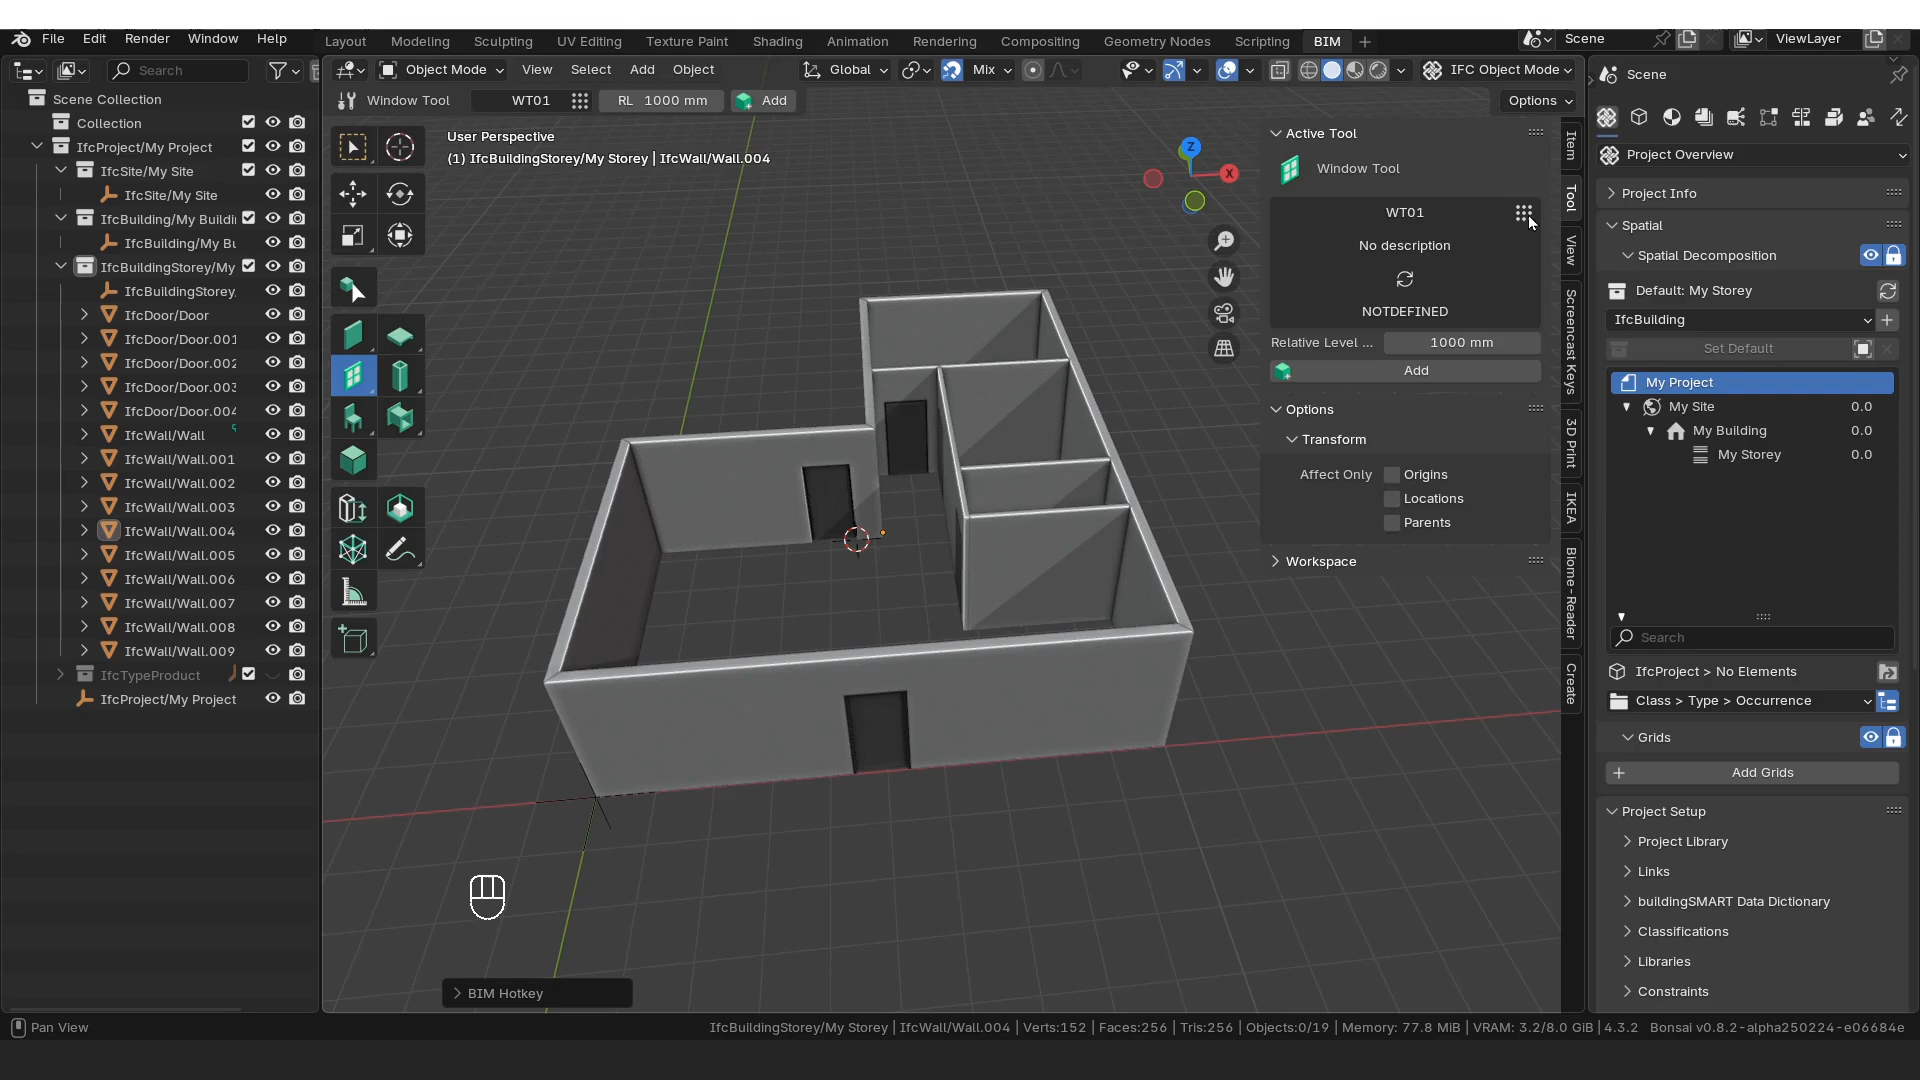 File Edit Render Window Help
Layout Modeling Sculpting UV Editing Texture Paint Shading Animation Rendering Compositing Geometry Nodes Scripting BIM
Scene ViewLayer
Search
Object Mode View Select Add Object Global Mix IFC Object Mode
Window Tool WT01 RL 1000 mm Add Options
Scene Collection
Collection
IfcProject/My Project
IfcSite/My Site
IfcSite/My Site
IfcBuilding/My Buildi
IfcBuilding/My Bu
IfcBuildingStorey/My
IfcBuildingStorey
IfcDoor/Door
IfcDoor/Door.001
IfcDoor/Door.002
IfcDoor/Door.003
IfcDoor/Door.004
IfcWall/Wall
IfcWall/Wall.001
IfcWall/Wall.002
IfcWall/Wall.003
IfcWall/Wall.004
IfcWall/Wall.005
IfcWall/Wall.006
IfcWall/Wall.007
IfcWall/Wall.008
IfcWall/Wall.009
IfcTypeProduct
IfcProject/My Project
User Perspective
(1) IfcBuildingStorey/My Storey | IfcWall/Wall.004
Z
X
BIM Hotkey
Active Tool
Window Tool
WT01
No description
NOTDEFINED
Relative Level ... 1000 mm
Add
Options
Transform
Affect Only Origins
Locations
Parents
Workspace
Item
Tool
View
Screencast Keys
3D Print
IKEA
Biome - Reader
Create
Scene
Project Overview
Project Info
Spatial
Spatial Decomposition
Default: My Storey
IfcBuilding
Set Default
My Project
My Site 0.0
My Building 0.0
My Storey 0.0
Search
IfcProject > No Elements
Class > Type > Occurrence
Grids
Add Grids
Project Setup
Project Library
Links
buildingSMART Data Dictionary
Classifications
Libraries
Constraints
Pan View
IfcBuildingStorey/My Storey | IfcWall/Wall.004 | Verts:152 | Faces:256 | Tris:256 | Objects:0/19 | Memory: 77.8 MiB | VRAM: 3.2/8.0 GiB | 4.3.2 Bonsai v0.8.2-alpha250224-e06684e